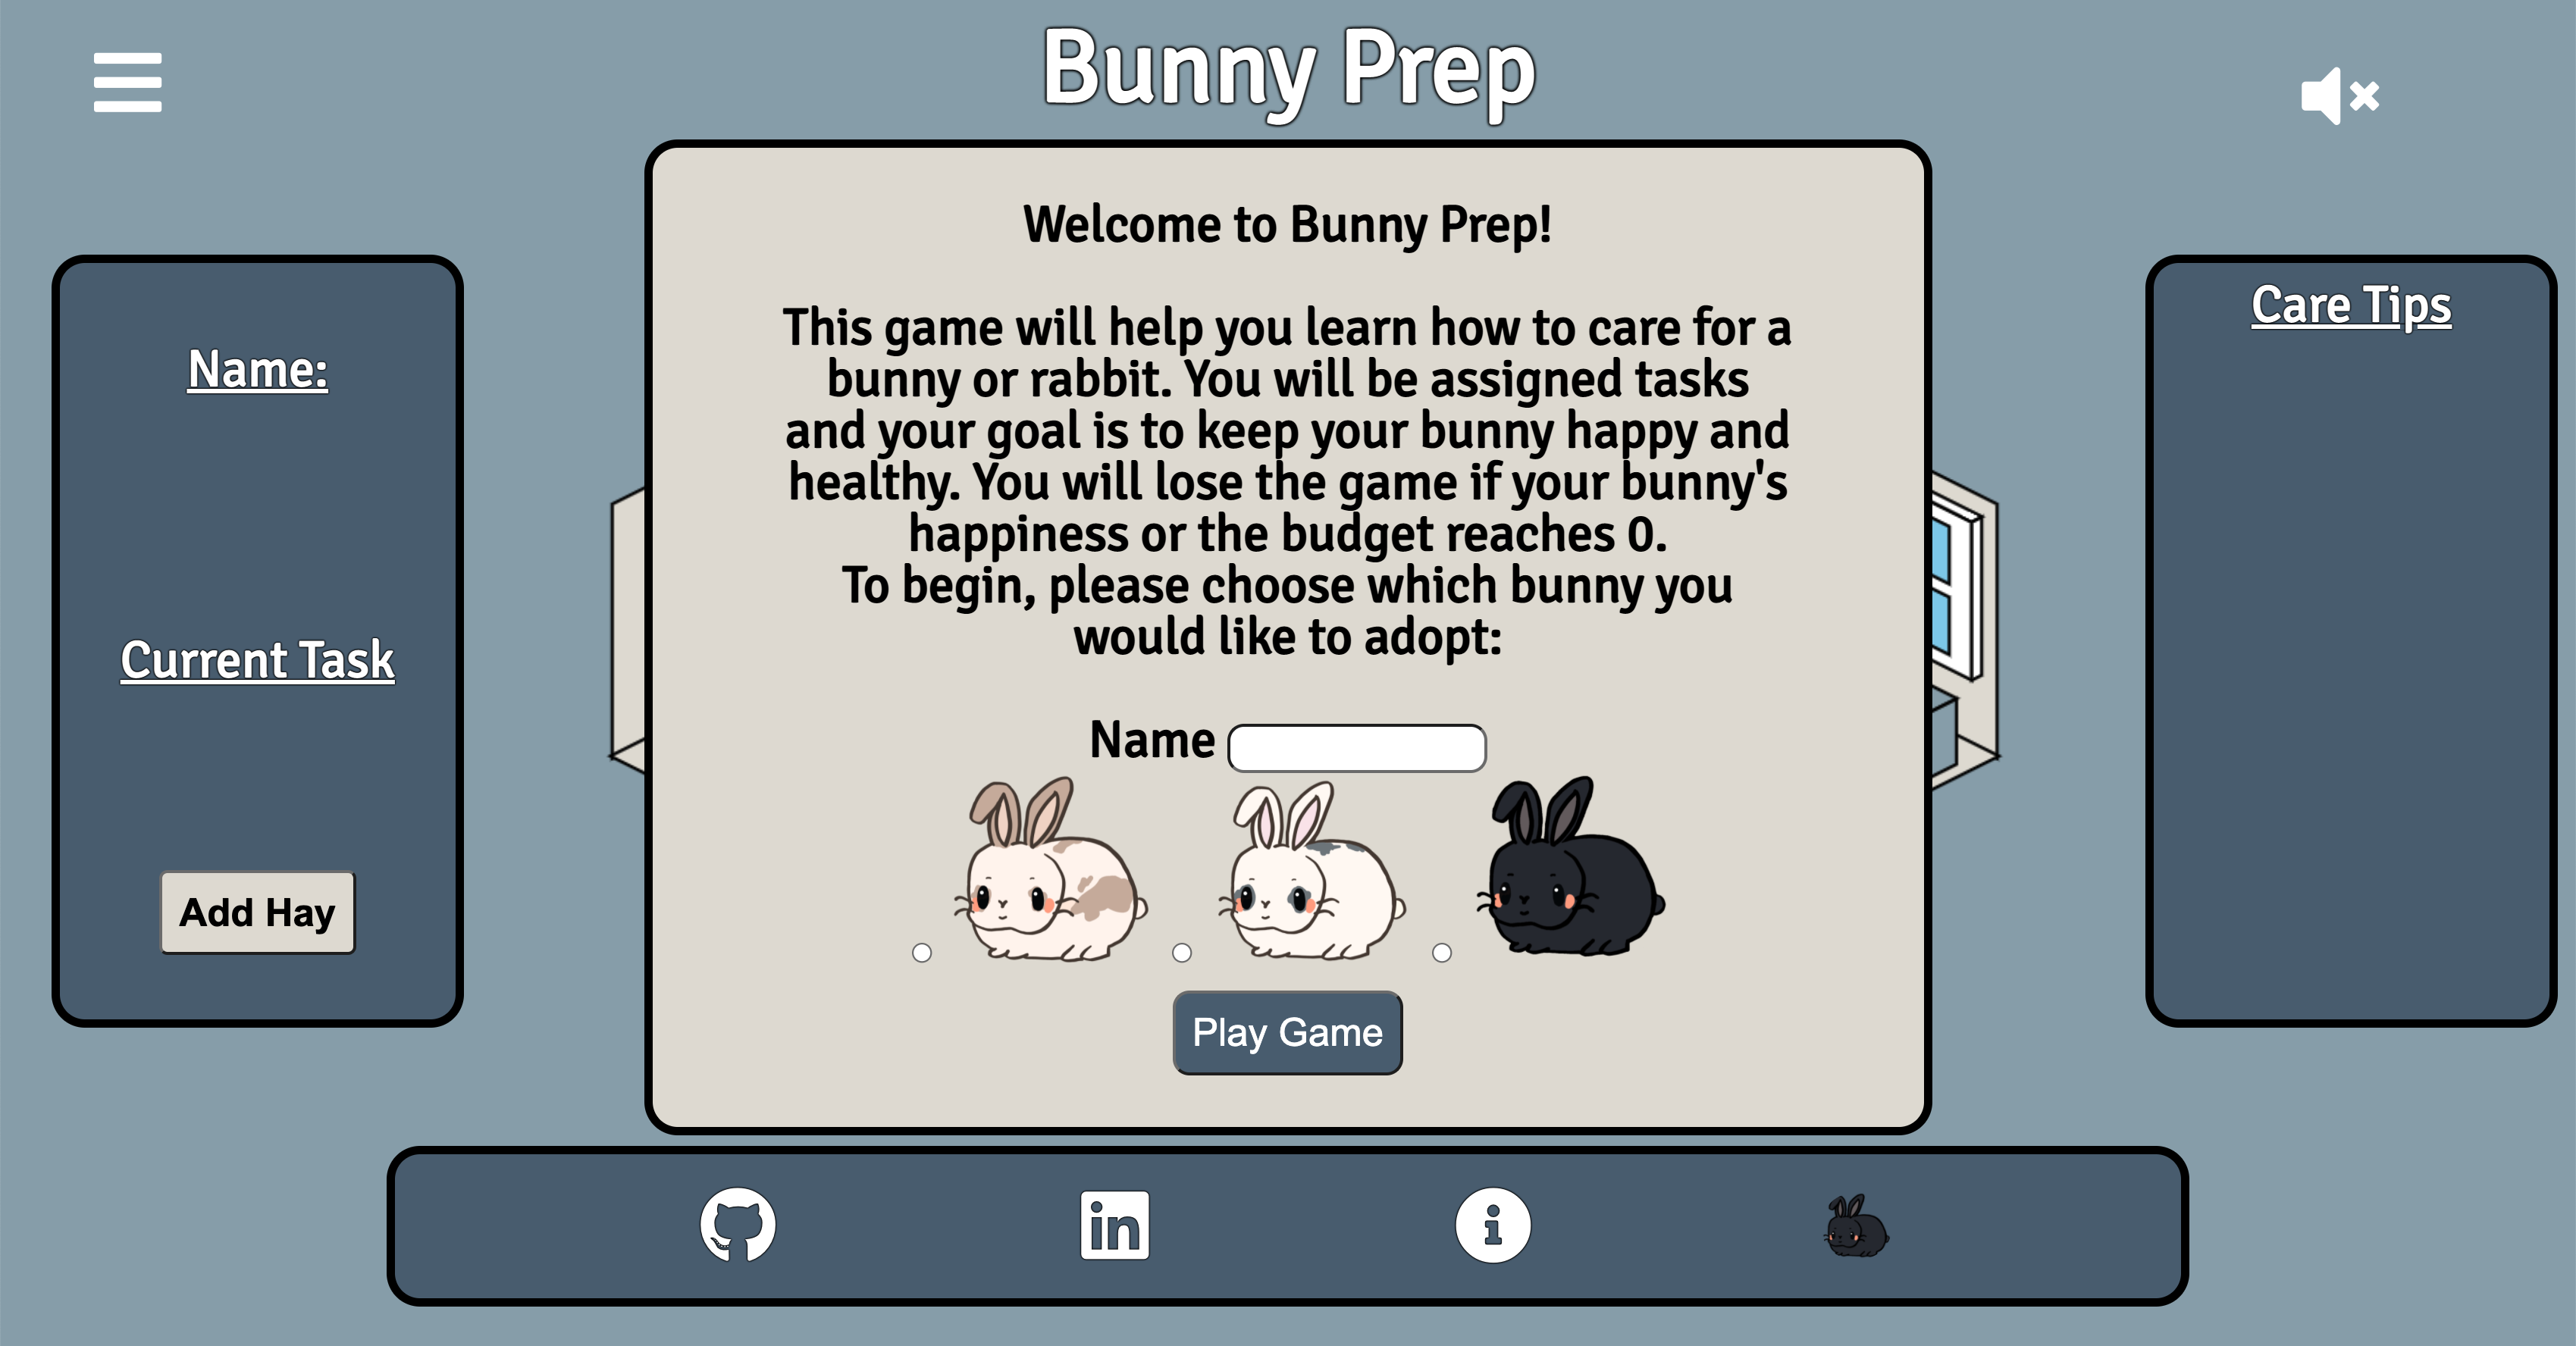 Bunny Prep
Welcome to Bunny Prep!
This game will help you learn how to care for a
bunny or rabbit. You will be assigned tasks
and your goal is to keep your bunny happy and
healthy. You will lose the game if your bunny's
happiness or the budget reaches 0.
To begin, please choose which bunny you
would like to adopt:
Name
Play Game
Name:
Current Task
Add Hay
Care Tips
in
i